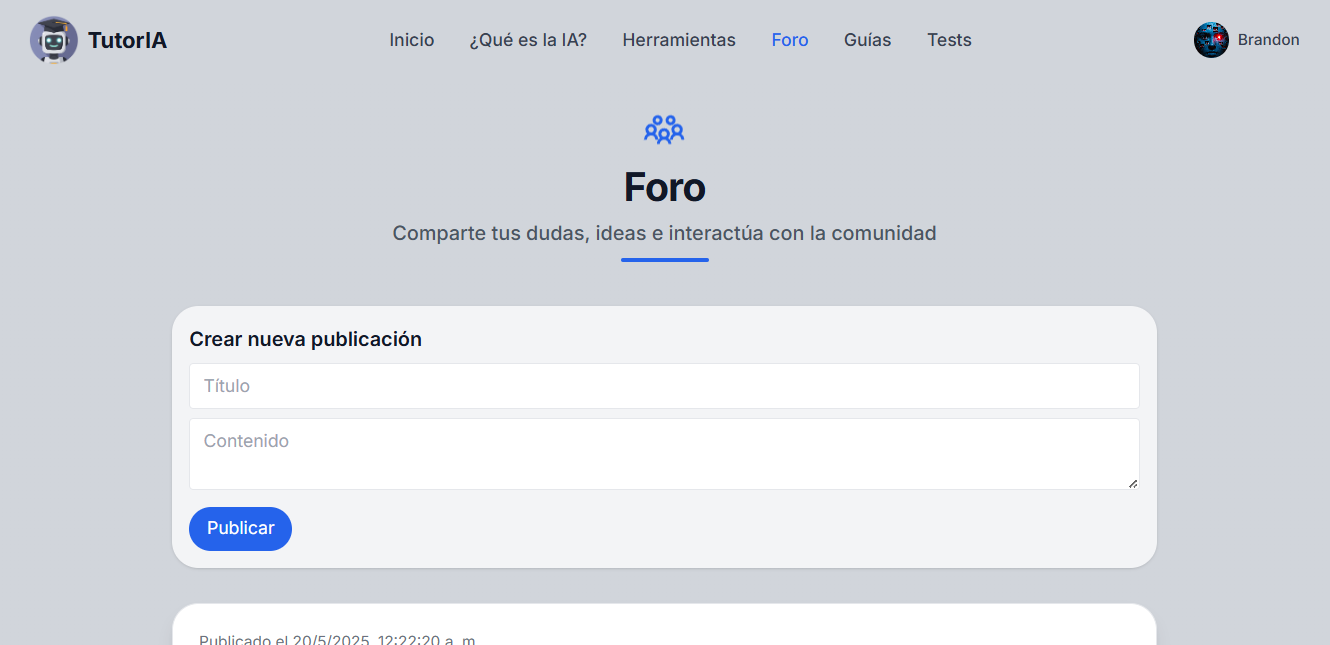 TutorIA
Inicio ¿Qué es la IA? Herramientas Foro Guías Tests
Brandon
Foro
Comparte tus dudas, ideas e interactúa con la comunidad
Crear nueva publicación
Título
Contenido
Publicar
Publicado el 20/5/2025, 12:22:20 a. m.